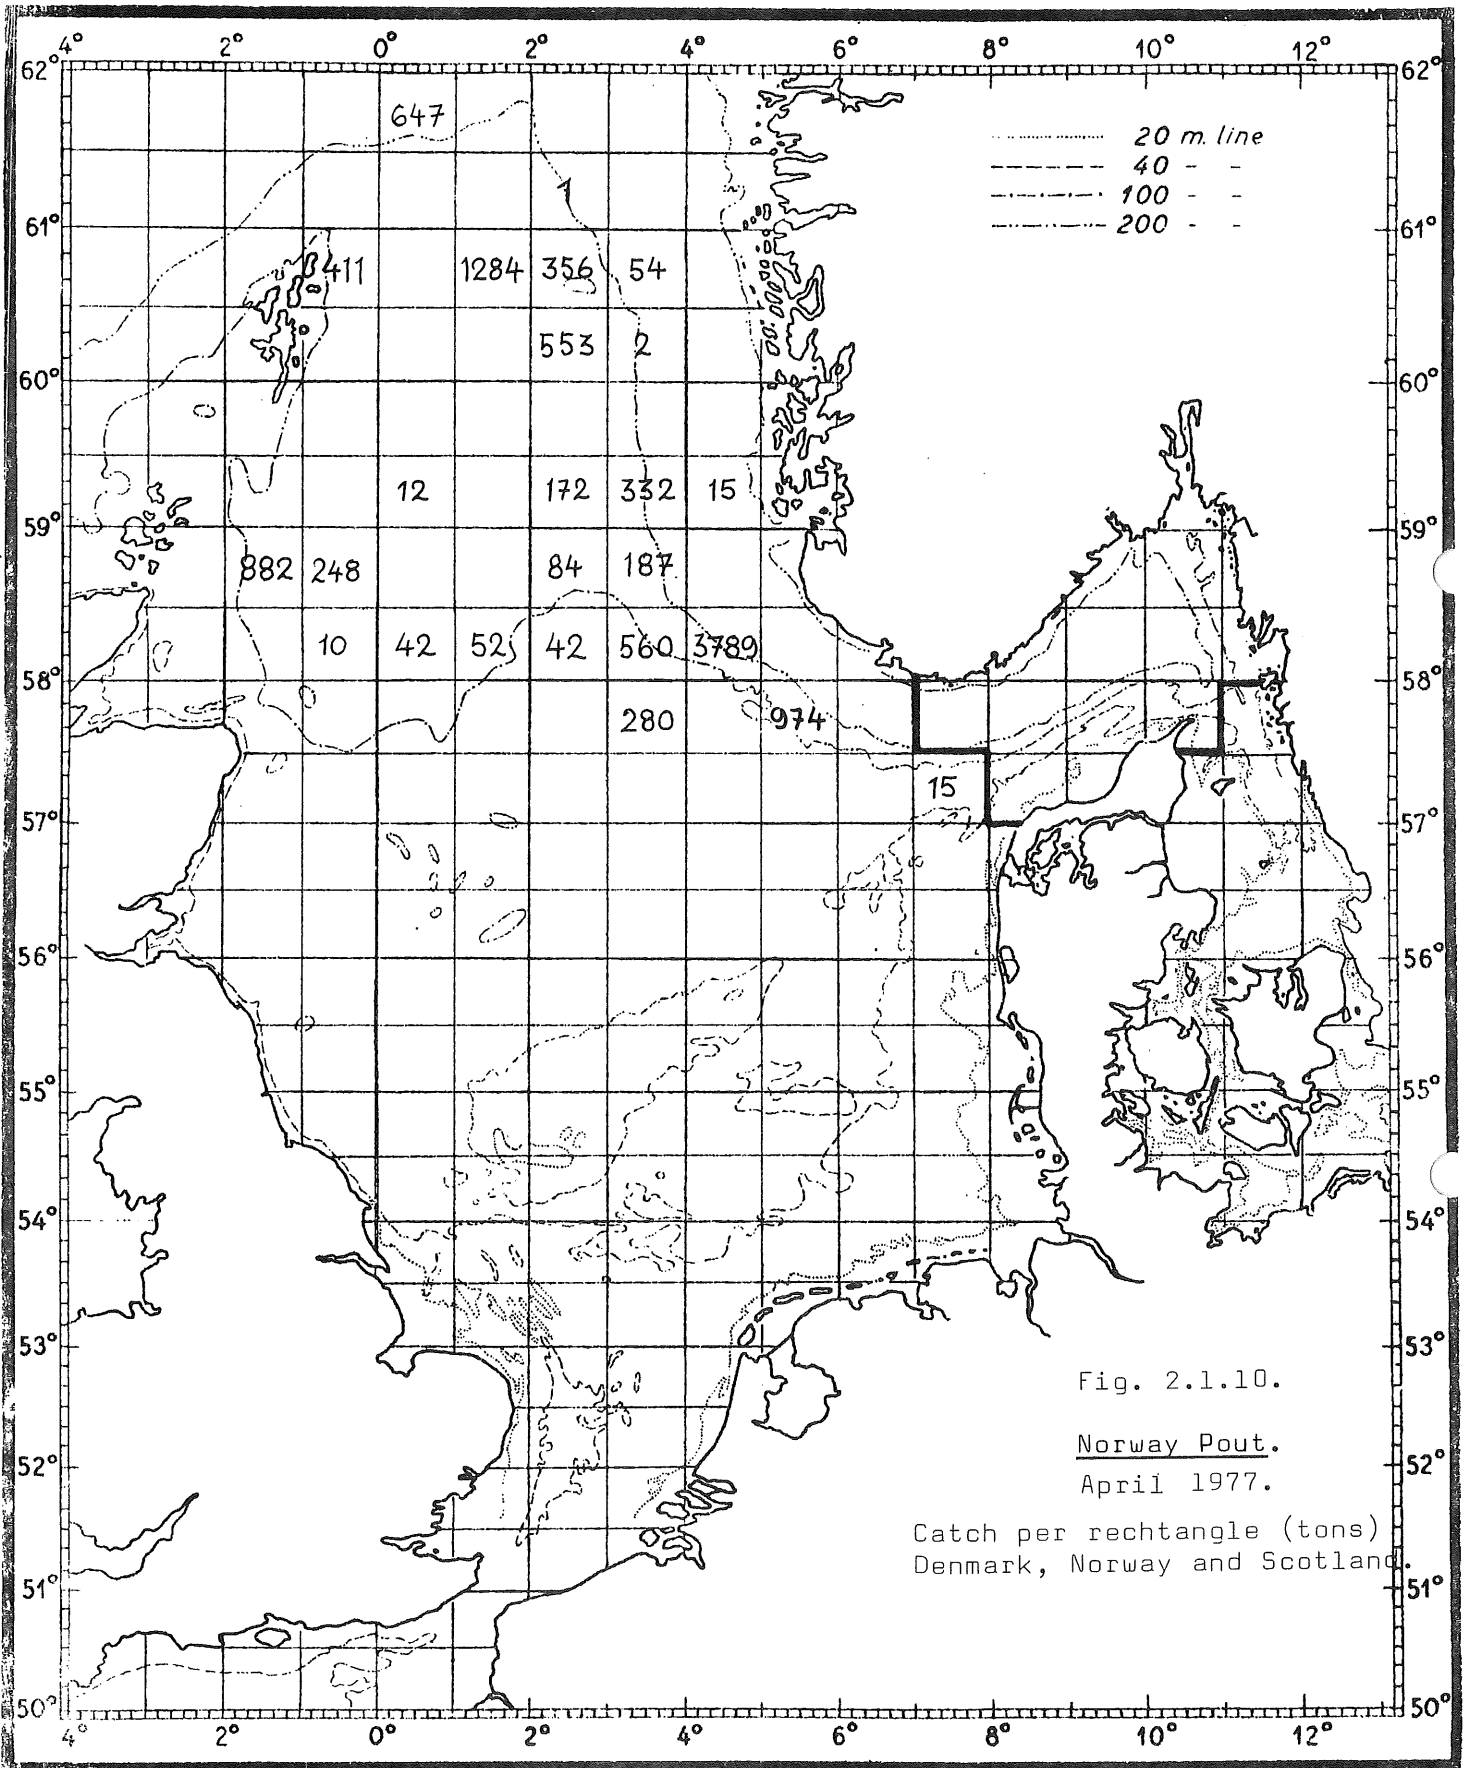 4° 2° 0° 2° 4° 6° 8° 10° 12°
62° 62°
647
20 m. line
40 - -
100 - -
200 - -
1
61° 61°
411 1284 356 54
553 2
60° 60°
12 172 332 15
59° 59°
882 248 84 187
10 42 52 42 560 3789
58° 58°
280 974
15
57° 57°
56° 56°
55° 55°
54° 54°
53° 53°
Fig. 2.1.10.
Norway Pout.
52° 52°
April 1977.
Catch per rechtangle (tons)
Denmark, Norway and Scotland.
51° 51°
50° 50°
4° 2° 0° 2° 4° 6° 8° 10° 12°